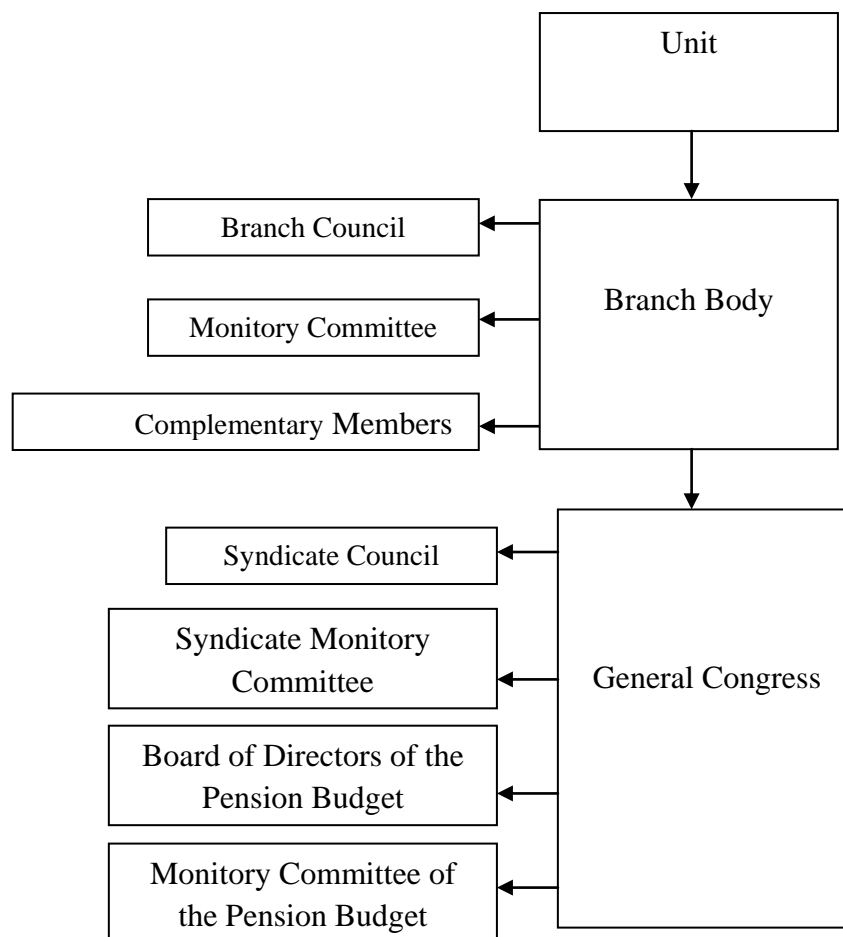 Unit
Branch Council
Branch Body
Monitory Committee
Complementary Members
Syndicate Council
Syndicate Monitory
Committee
General Congress
Board of Directors of the
Pension Budget
Monitory Committee of
the Pension Budget